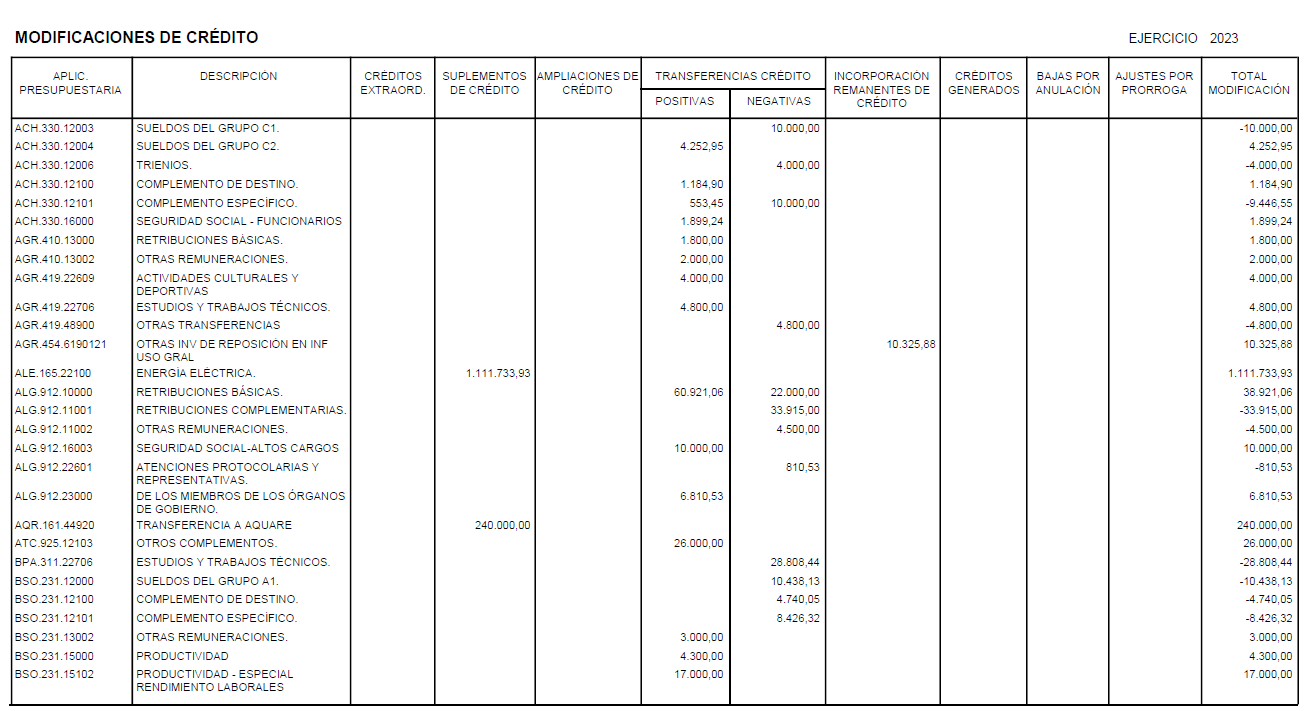 MODIFICACIONES DE CRÉDITO EJERCICIO 2023
APLIC. PRESUPUESTARIA DESCRIPCIÓN CRÉDITOS EXTRAORD. SUPLEMENTOS DE CRÉDITO AMPLIACIONES DE CRÉDITO TRANSFERENCIAS CRÉDITO INCORPORACIÓN REMANENTES DE CRÉDITO CRÉDITOS GENERADOS BAJAS POR ANULACIÓN AJUSTES POR PRORROGA TOTAL MODIFICACIÓN
POSITIVAS NEGATIVAS
ACH.330.12003 SUELDOS DEL GRUPO C1. 10.000,00 -10.000,00
ACH.330.12004 SUELDOS DEL GRUPO C2. 4.252,95 4.252,95
ACH.330.12006 TRIENIOS. 4.000,00 -4.000,00
ACH.330.12100 COMPLEMENTO DE DESTINO. 1.184,90 1.184,90
ACH.330.12101 COMPLEMENTO ESPECÍFICO. 553,45 10.000,00 -9.446,55
ACH.330.16000 SEGURIDAD SOCIAL - FUNCIONARIOS 1.899,24 1.899,24
AGR.410.13000 RETRIBUCIONES BÁSICAS. 1.800,00 1.800,00
AGR.410.13002 OTRAS REMUNERACIONES. 2.000,00 2.000,00
AGR.419.22609 ACTIVIDADES CULTURALES Y 4.000,00 4.000,00
DEPORTIVAS
AGR.419.22706 ESTUDIOS Y TRABAJOS TÉCNICOS. 4.800,00 4.800,00
AGR.419.48900 OTRAS TRANSFERENCIAS 4.800,00 -4.800,00
AGR.454.6190121 OTRAS INV DE REPOSICIÓN EN INF 10.325,88 10.325,88
USO GRAL
ALE.165.22100 ENERGÍA ELÉCTRICA. 1.111.733,93 1.111.733,93
ALG.912.10000 RETRIBUCIONES BÁSICAS. 60.921,06 22.000,00 38.921,06
ALG.912.11001 RETRIBUCIONES COMPLEMENTARIAS. 33.915,00 -33.915,00
ALG.912.11002 OTRAS REMUNERACIONES. 4.500,00 -4.500,00
ALG.912.16003 SEGURIDAD SOCIAL-ALTOS CARGOS 10.000,00 10.000,00
ALG.912.22601 ATENCIONES PROTOCOLARIAS Y 810,53 -810,53
REPRESENTATIVAS.
ALG.912.23000 DE LOS MIEMBROS DE LOS ÓRGANOS 6.810,53 6.810,53
DE GOBIERNO.
AQR.161.44920 TRANSFERENCIA A AQUARE 240.000,00 240.000,00
ATC.925.12103 OTROS COMPLEMENTOS. 26.000,00 26.000,00
BPA.311.22706 ESTUDIOS Y TRABAJOS TÉCNICOS. 28.808,44 -28.808,44
BSO.231.12000 SUELDOS DEL GRUPO A1. 10.438,13 -10.438,13
BSO.231.12100 COMPLEMENTO DE DESTINO. 4.740,05 -4.740,05
BSO.231.12101 COMPLEMENTO ESPECÍFICO. 8.426,32 -8.426,32
BSO.231.13002 OTRAS REMUNERACIONES. 3.000,00 3.000,00
BSO.231.15000 PRODUCTIVIDAD 4.300,00 4.300,00
BSO.231.15102 PRODUCTIVIDAD - ESPECIAL 17.000,00 17.000,00
RENDIMIENTO LABORALES